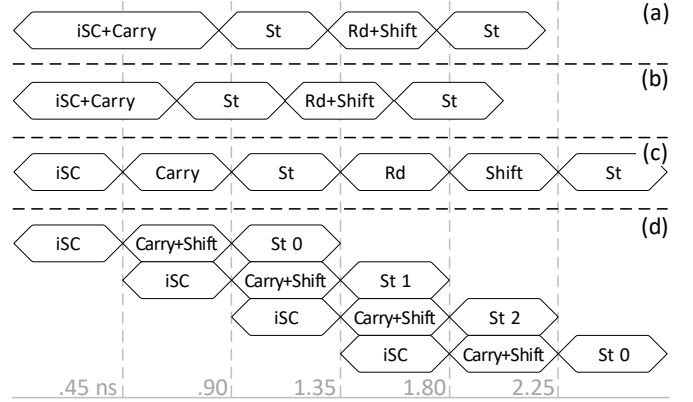 iSC+Carry St Rd+Shift St (a)
iSC+Carry St Rd+Shift St (b)
iSC Carry St Rd Shift St (c)
iSC Carry+Shift St 0 (d)
iSC Carry+Shift St 1
iSC Carry+Shift St 2
iSC Carry+Shift St 0
.45 ns .90 1.35 1.80 2.25